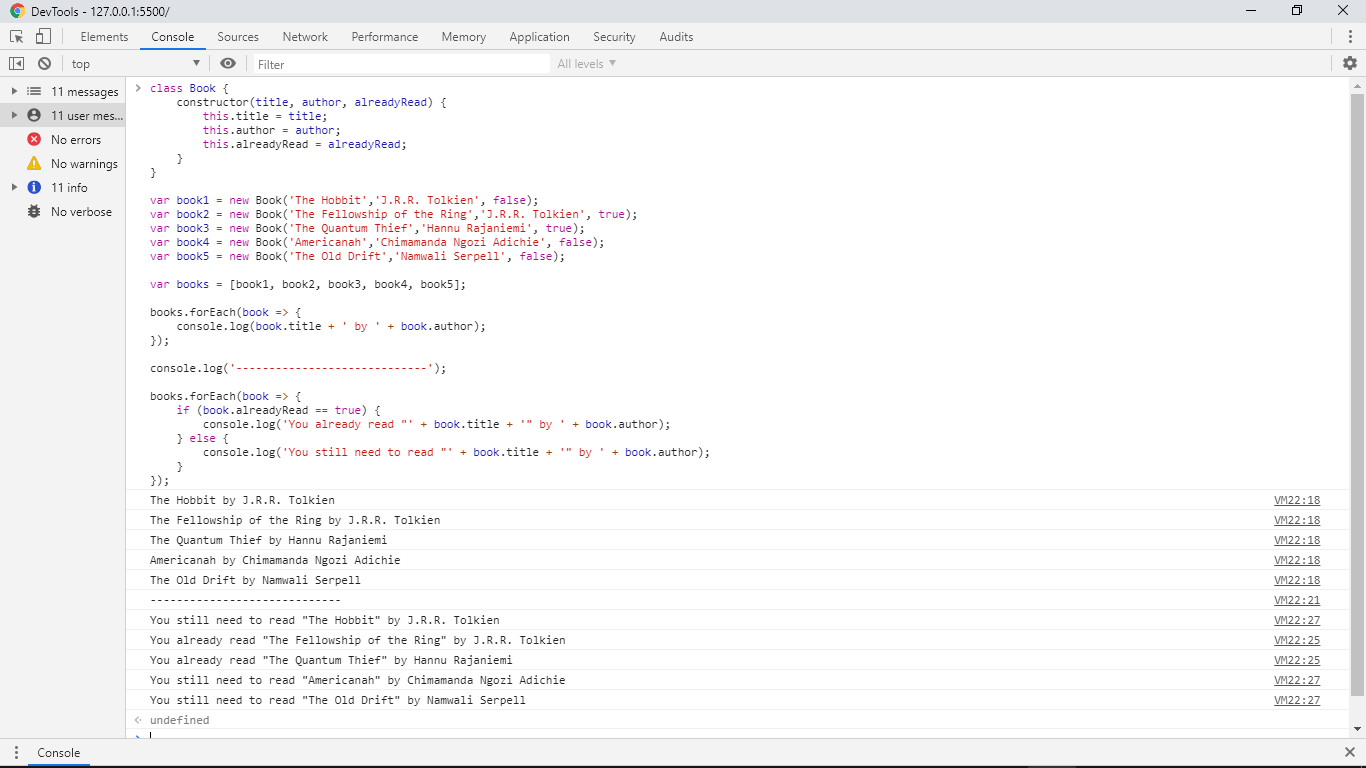 DevTools - 127.0.0.1:5500/
Elements Console Sources Network Performance Memory Application Security Audits
top Filter All levels
11 messages
11 user mes...
No errors
No warnings
11 info
No verbose
class Book {
    constructor(title, author, alreadyRead) {
        this.title = title;
        this.author = author;
        this.alreadyRead = alreadyRead;
    }
}
var book1 = new Book('The Hobbit','J.R.R. Tolkien', false);
var book2 = new Book('The Fellowship of the Ring','J.R.R. Tolkien', true);
var book3 = new Book('The Quantum Thief','Hannu Rajaniemi', true);
var book4 = new Book('Americanah','Chimamanda Ngozi Adichie', false);
var book5 = new Book('The Old Drift','Namwali Serpell', false);
var books = [book1, book2, book3, book4, book5];
books.forEach(book => {
    console.log(book.title + ' by ' + book.author);
});
console.log('-----------------------------');
books.forEach(book => {
    if (book.alreadyRead == true) {
        console.log('You already read "' + book.title + '" by ' + book.author);
    } else {
        console.log('You still need to read "' + book.title + '" by ' + book.author);
    }
});
The Hobbit by J.R.R. Tolkien VM22:18
The Fellowship of the Ring by J.R.R. Tolkien VM22:18
The Quantum Thief by Hannu Rajaniemi VM22:18
Americanah by Chimamanda Ngozi Adichie VM22:18
The Old Drift by Namwali Serpell VM22:18
----------------------------- VM22:21
You still need to read "The Hobbit" by J.R.R. Tolkien VM22:27
You already read "The Fellowship of the Ring" by J.R.R. Tolkien VM22:25
You already read "The Quantum Thief" by Hannu Rajaniemi VM22:25
You still need to read "Americanah" by Chimamanda Ngozi Adichie VM22:27
You still need to read "The Old Drift" by Namwali Serpell VM22:27
undefined
Console